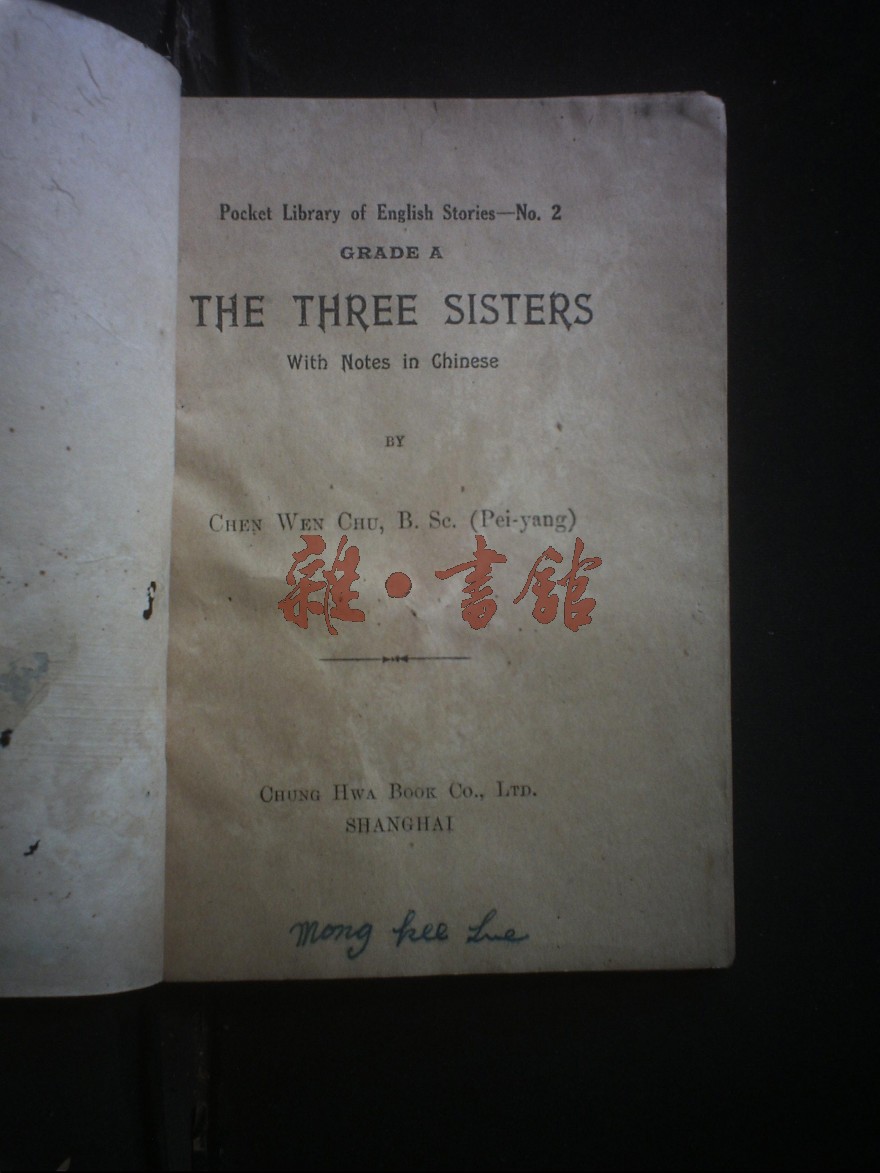 Pocket Library of English Stories—No. 2
GRADE A
THE THREE SISTERS
With Notes in Chinese
BY
CHEN WEN CHU, B. Sc. (Pei-yang)
雜·書館
CHUNG HWA BOOK CO., LTD.
SHANGHAI
Mong Kee